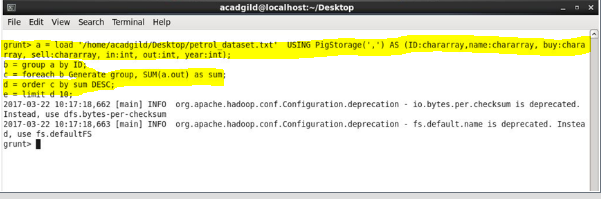 acadgild@localhost:~/Desktop
File Edit View Search Terminal Help
grunt> a = load '/home/acadgild/Desktop/petrol_dataset.txt'  USING PigStorage(',') AS (ID:chararray,name:chararray, buy:chara
rray, sell:chararray, in:int, out:int, year:int);
b = group a by ID;
c = foreach b Generate group, SUM(a.out) as sum;
d = order c by sum DESC;
e = limit d 10;
2017-03-22 10:17:18,662 [main] INFO  org.apache.hadoop.conf.Configuration.deprecation - io.bytes.per.checksum is deprecated.
Instead, use dfs.bytes-per-checksum
2017-03-22 10:17:18,663 [main] INFO  org.apache.hadoop.conf.Configuration.deprecation - fs.default.name is deprecated. Instea
d, use fs.defaultFS
grunt>